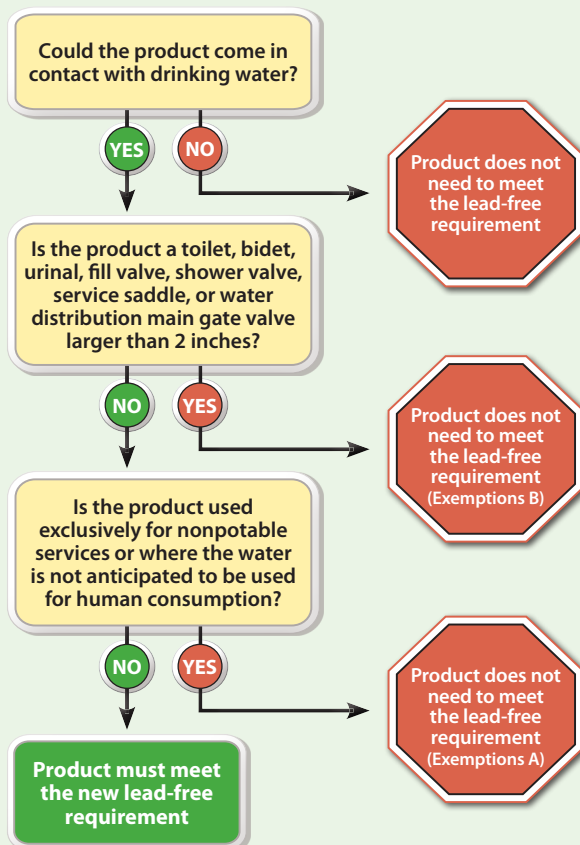 Could the product come in
contact with drinking water?
YES
NO
Product does not
need to meet
the lead-free
requirement
Is the product a toilet, bidet,
urinal, fill valve, shower valve,
service saddle, or water
distribution main gate valve
larger than 2 inches?
NO
YES
Product does not
need to meet
the lead-free
requirement
(Exemptions B)
Is the product used
exclusively for nonpotable
services or where the water
is not anticipated to be used
for human consumption?
NO
YES
Product does not
need to meet
the lead-free
requirement
(Exemptions A)
Product must meet
the new lead-free
requirement